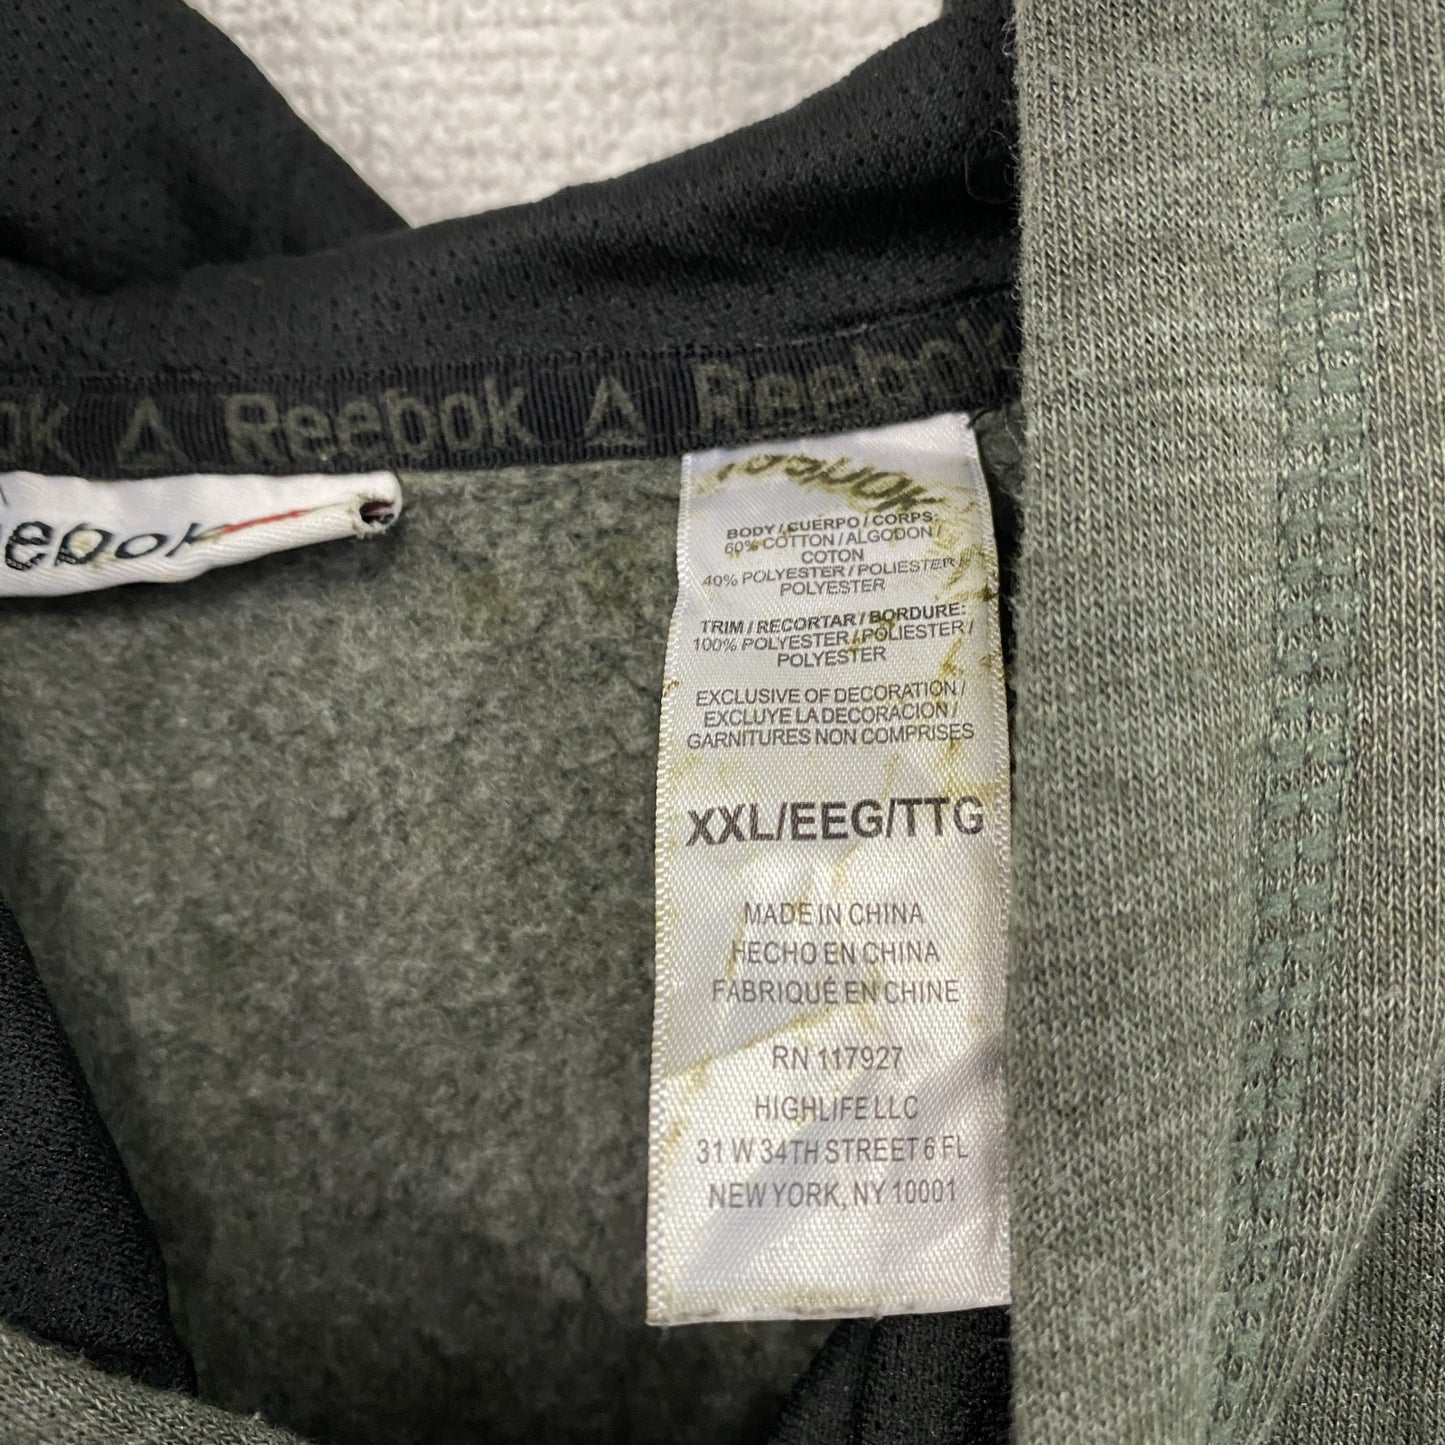 Reebok Reebok
Reebok
BODY / CUERPO / CORPS:
60% COTTON / ALGODON /
COTON
40% POLYESTER / POLIESTER /
POLYESTER
TRIM / RECORTAR / BORDURE:
100% POLYESTER / POLIESTER /
POLYESTER
EXCLUSIVE OF DECORATION /
EXCLUYE LA DECORACION /
GARNITURES NON COMPRISES
XXL/EEG/TTG
MADE IN CHINA
HECHO EN CHINA
FABRIQUÉ EN CHINE
RN 117927
HIGHLIFE LLC
31 W 34TH STREET 6 FL
NEW YORK, NY 10001